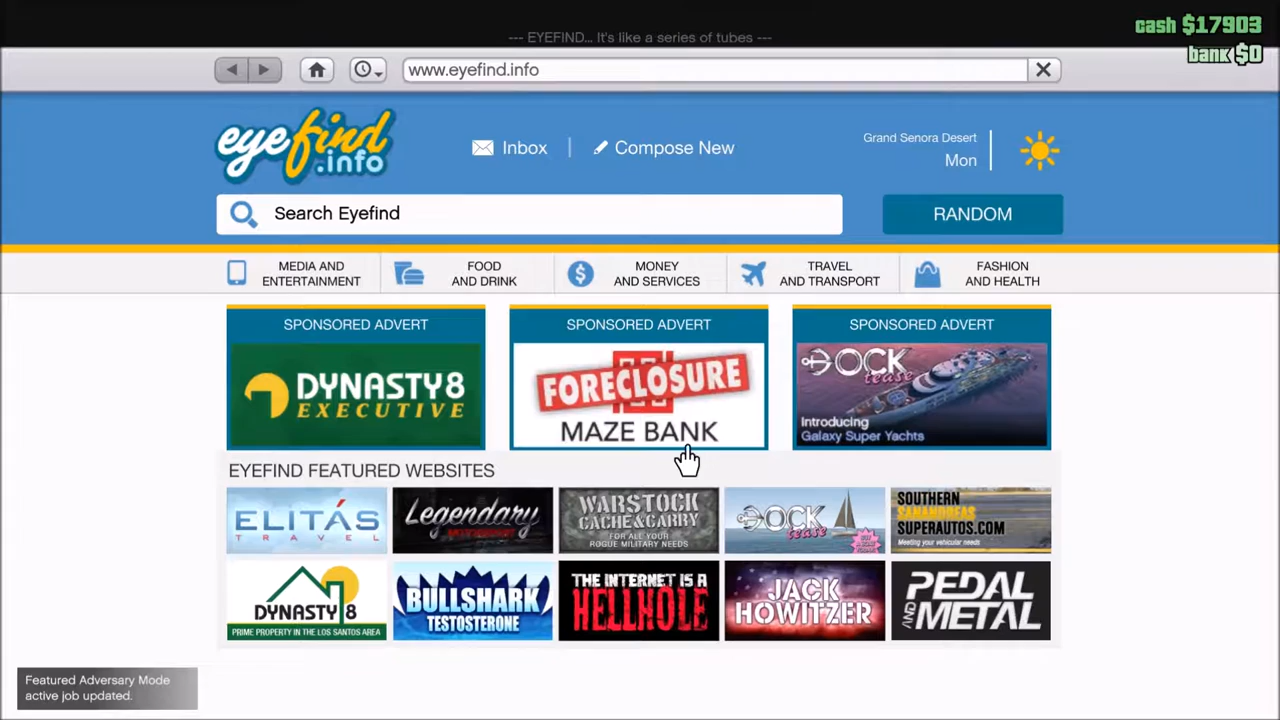 cash $17903
bank $0
--- EYEFIND... It's like a series of tubes ---
www.eyefind.info
eyefind
.info
Inbox
Compose New
Grand Senora Desert
Mon
Search Eyefind
RANDOM
MEDIA AND
ENTERTAINMENT
FOOD
AND DRINK
MONEY
AND SERVICES
TRAVEL
AND TRANSPORT
FASHION
AND HEALTH
SPONSORED ADVERT
DYNASTY8
EXECUTIVE
SPONSORED ADVERT
FORECLOSURE
MAZE BANK
SPONSORED ADVERT
DOCK
tease
Introducing
Galaxy Super Yachts
EYEFIND FEATURED WEBSITES
ELITÁS
TRAVEL
Legendary
WARSTOCK
CACHE&CARRY
FOR ALL YOUR
ROGUE MILITARY NEEDS
DOCK
tease
SOUTHERN
SANANDREAS
SUPERAUTOS.COM
Meeting your vehicular needs
DYNASTY 8
PRIME PROPERTY IN THE LOS SANTOS AREA
BULLSHARK
TESTOSTERONE
THE INTERNET IS A
HELLHOLE
JACK
HOWITZER
PEDAL
AND METAL
Featured Adversary Mode
active job updated.